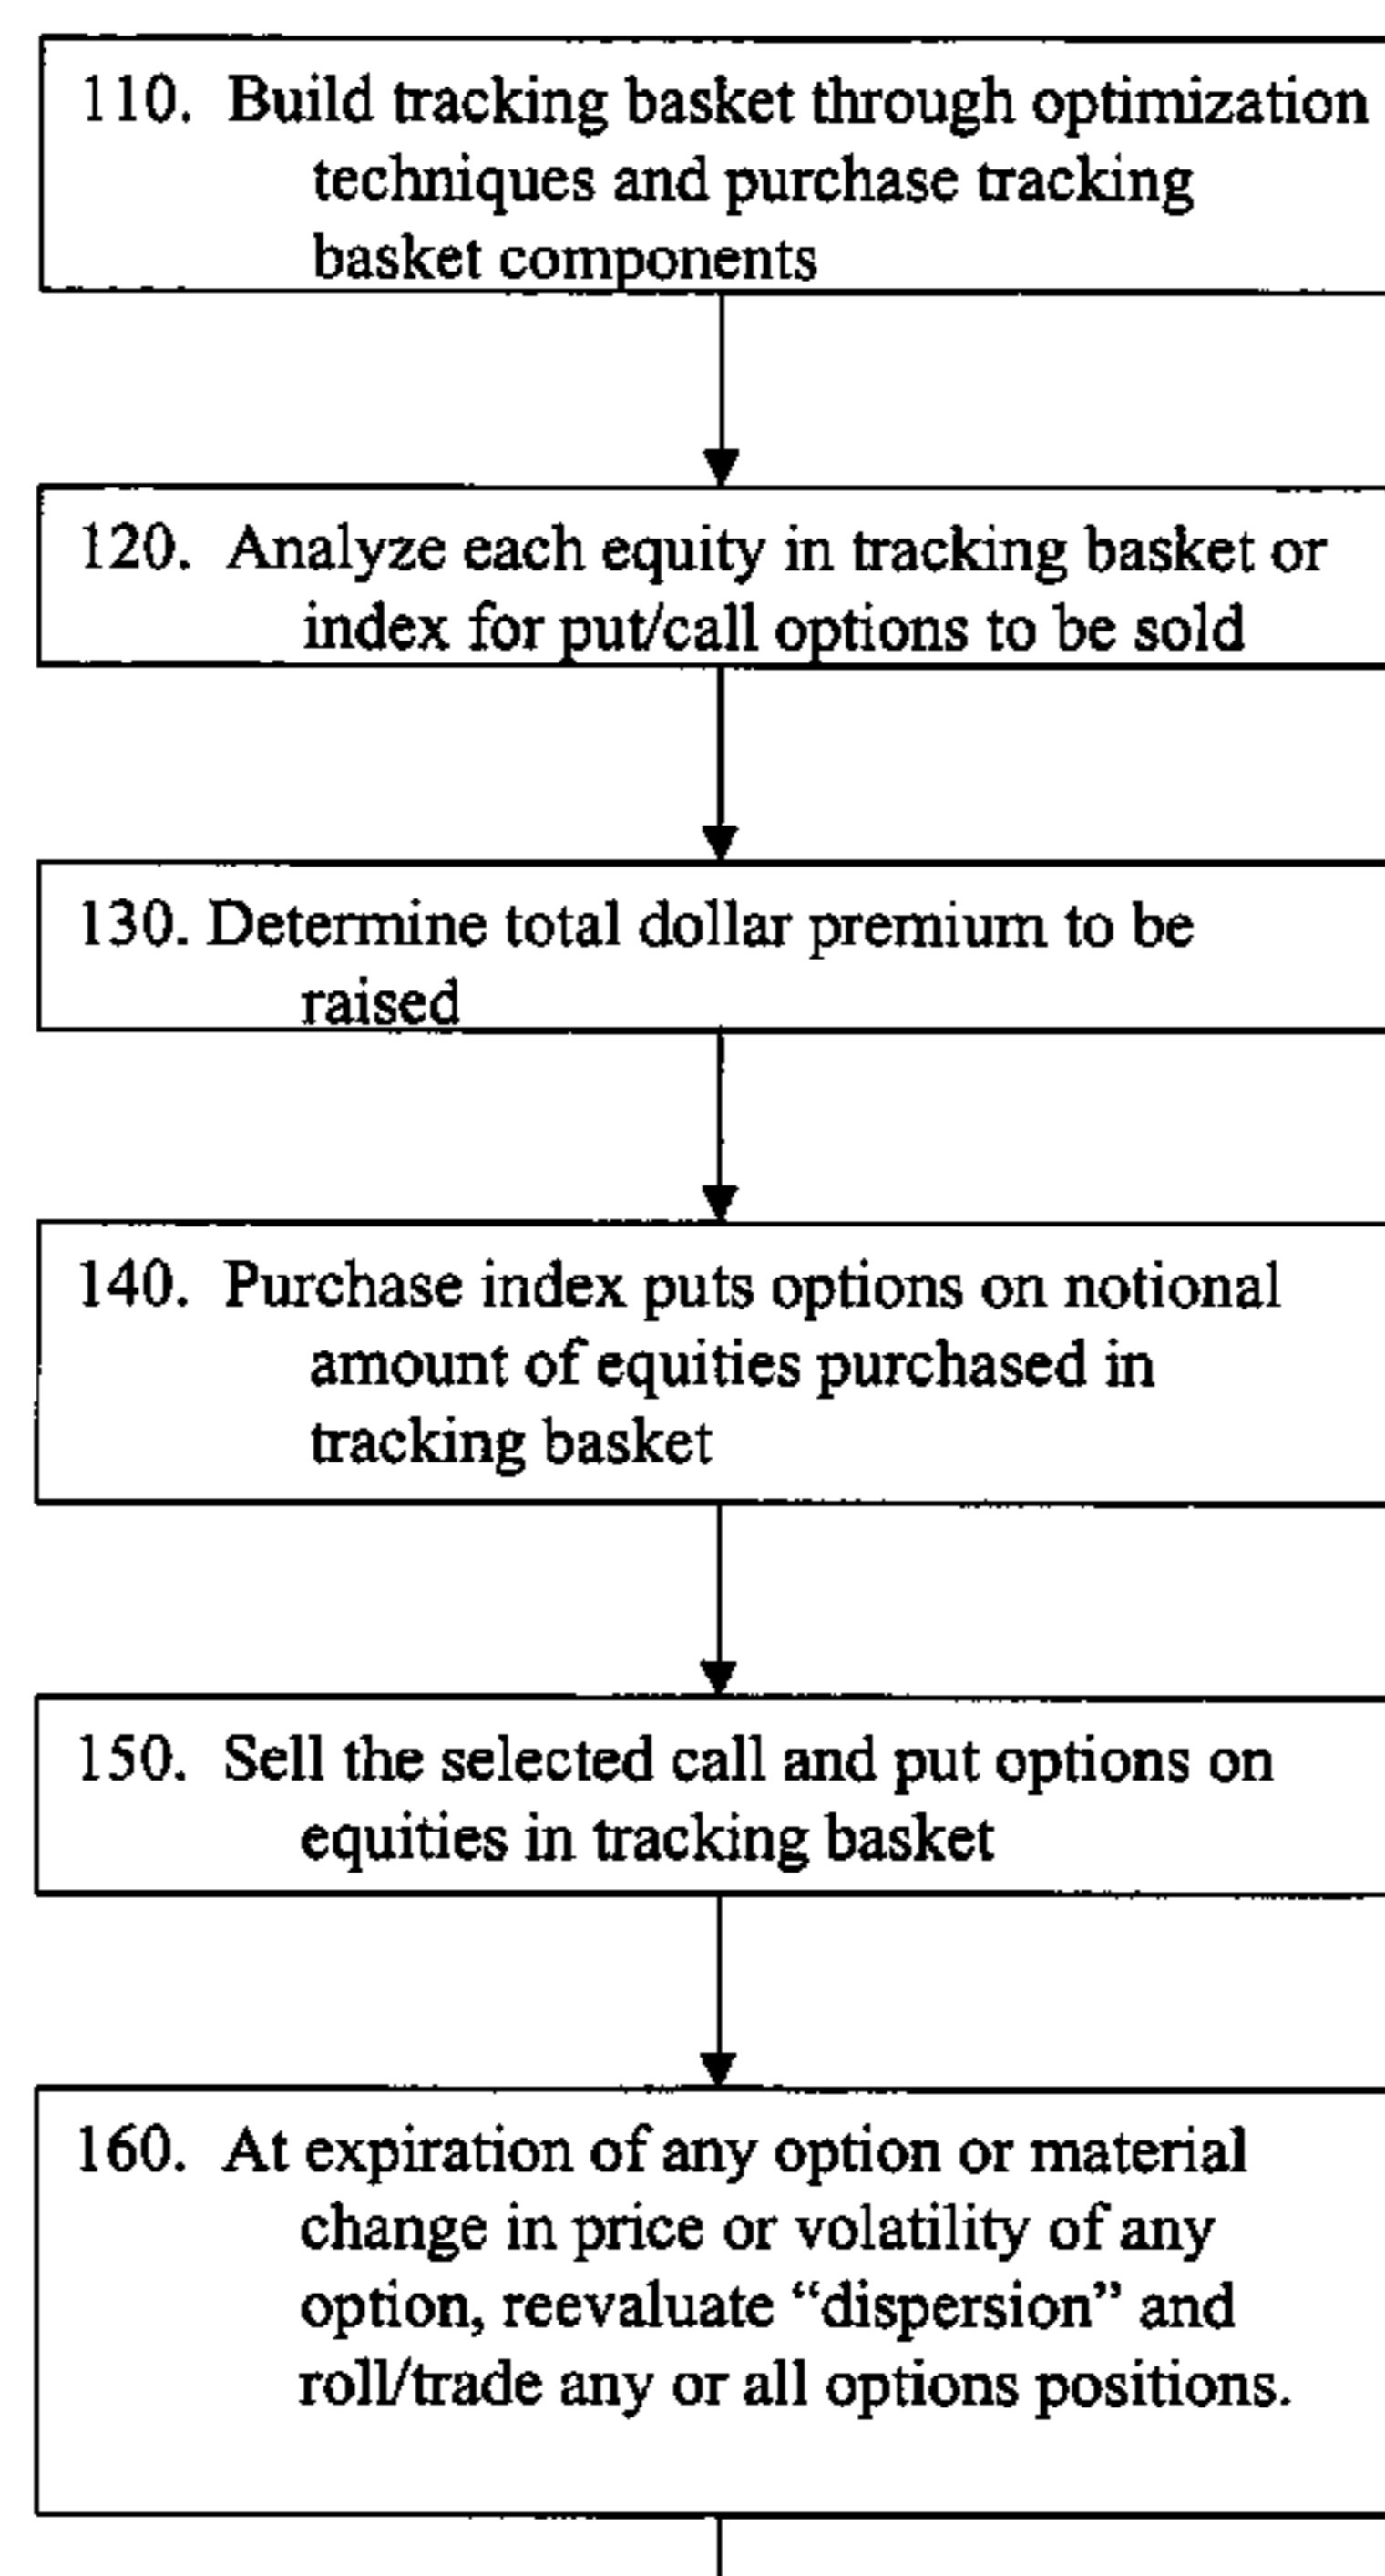 110. Build tracking basket through optimization
techniques and purchase tracking
basket components
120. Analyze each equity in tracking basket or
index for put/call options to be sold
130. Determine total dollar premium to be
raised
140. Purchase index puts options on notional
amount of equities purchased in
tracking basket
150. Sell the selected call and put options on
equities in tracking basket
160. At expiration of any option or material
change in price or volatility of any
option, reevaluate “dispersion” and
roll/trade any or all options positions.